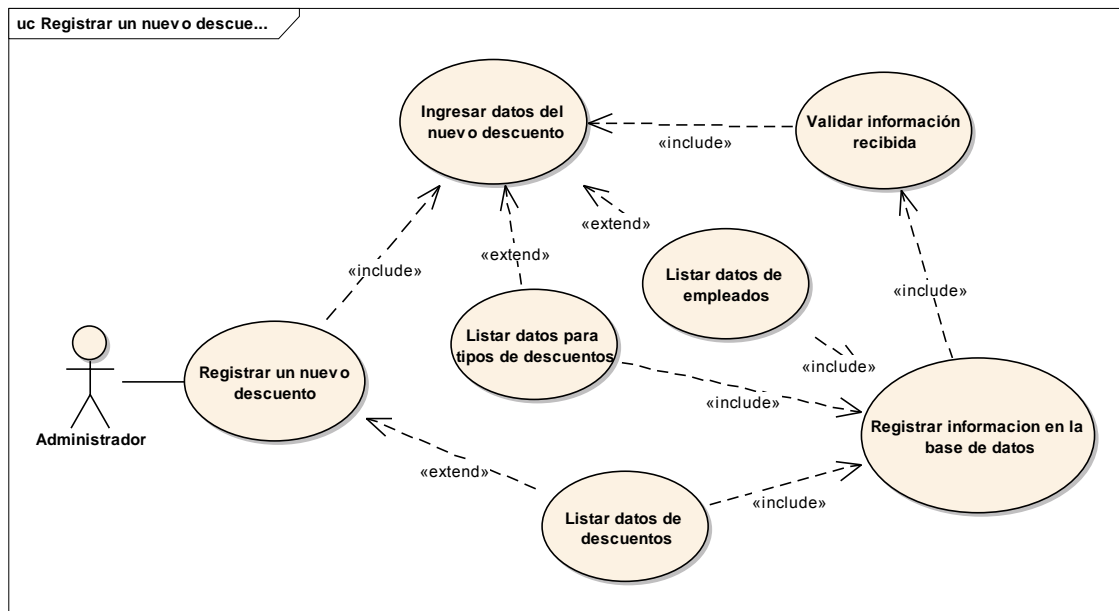 uc Registrar un nuevo descue...
Ingresar datos del
nuevo descuento
Validar información
recibida
«include»
«extend»
«extend»
«include»
Listar datos de
empleados
«include»
Listar datos para
tipos de descuentos
Registrar un nuevo
descuento
Administrador
«include»
«include»
Registrar informacion en la
base de datos
«extend»
«include»
Listar datos de
descuentos